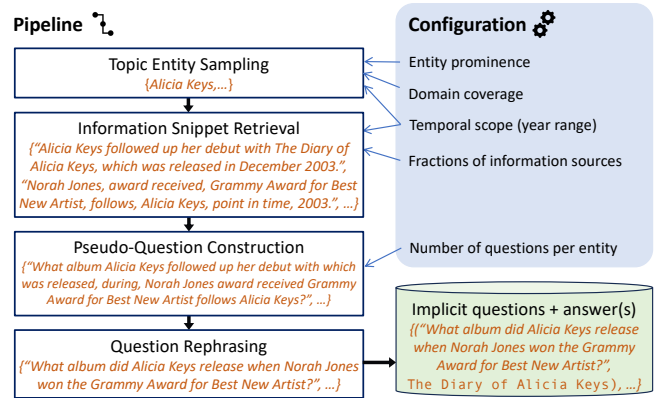 Pipeline
Topic Entity Sampling
{Alicia Keys,…}
Information Snippet Retrieval
{“Alicia Keys followed up her debut with The Diary of
Alicia Keys, which was released in December 2003.”,
“Norah Jones, award received, Grammy Award for Best
New Artist, follows, Alicia Keys, point in time, 2003.”, …}
Pseudo-Question Construction
{“What album Alicia Keys followed up her debut with which
was released, during, Norah Jones award received Grammy
Award for Best New Artist follows Alicia Keys?”, …}
Question Rephrasing
{“What album did Alicia Keys release when Norah Jones
won the Grammy Award for Best New Artist?”, …}
Configuration
Entity prominence
Domain coverage
Temporal scope (year range)
Fractions of information sources
Number of questions per entity
Implicit questions + answer(s)
{(“What album did Alicia Keys release
when Norah Jones won the Grammy
Award for Best New Artist?”,
The Diary of Alicia Keys), …}